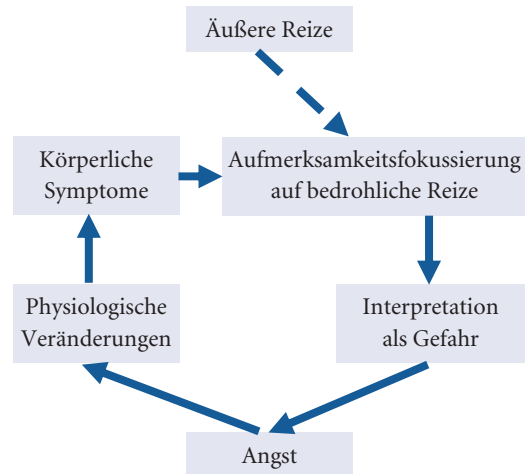 Äußere Reize
Körperliche
Symptome
Aufmerksamkeitsfokussierung
auf bedrohliche Reize
Physiologische
Veränderungen
Interpretation
als Gefahr
Angst